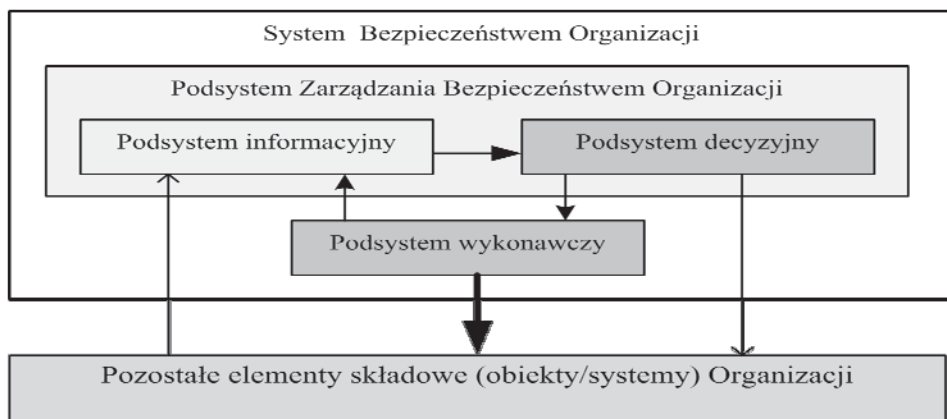 System Bezpieczeństwem Organizacji
Podsystem Zarządzania Bezpieczeństwem Organizacji
Podsystem informacyjny
Podsystem decyzyjny
Podsystem wykonawczy
Pozostałe elementy składowe (obiekty/systemy) Organizacji